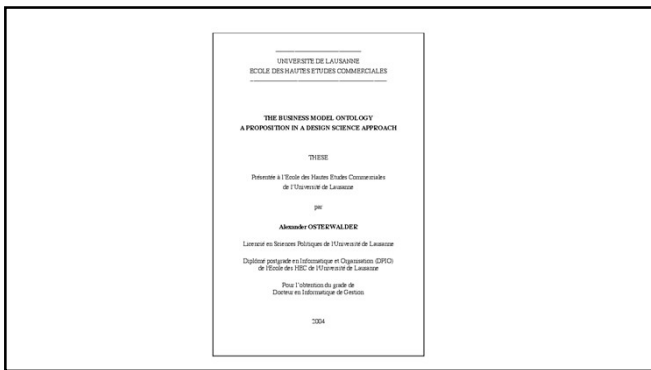 UNIVERSITE DE LAUSANNE
ECOLE DES HAUTES ETUDES COMMERCIALES
THE BUSINESS MODEL ONTOLOGY
A PROPOSITION IN A DESIGN SCIENCE APPROACH
THESE
Présentée à l'Ecole des Hautes Etudes Commerciales
de l'Université de Lausanne
par
Alexander OSTERWALDER
Licencié en Sciences Politiques de l'Université de Lausanne
Diplômé postgrade en Informatique et Organisation (DPIO)
de l'Ecole des HEC de l'Université de Lausanne
Pour l'obtention du grade de
Docteur en Informatique de Gestion
2004